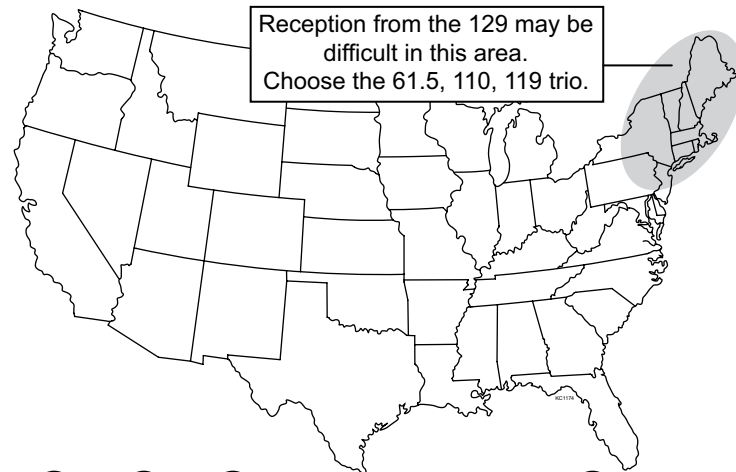 Reception from the 129 may be
difficult in this area.
Choose the 61.5, 110, 119 trio.
KC1174